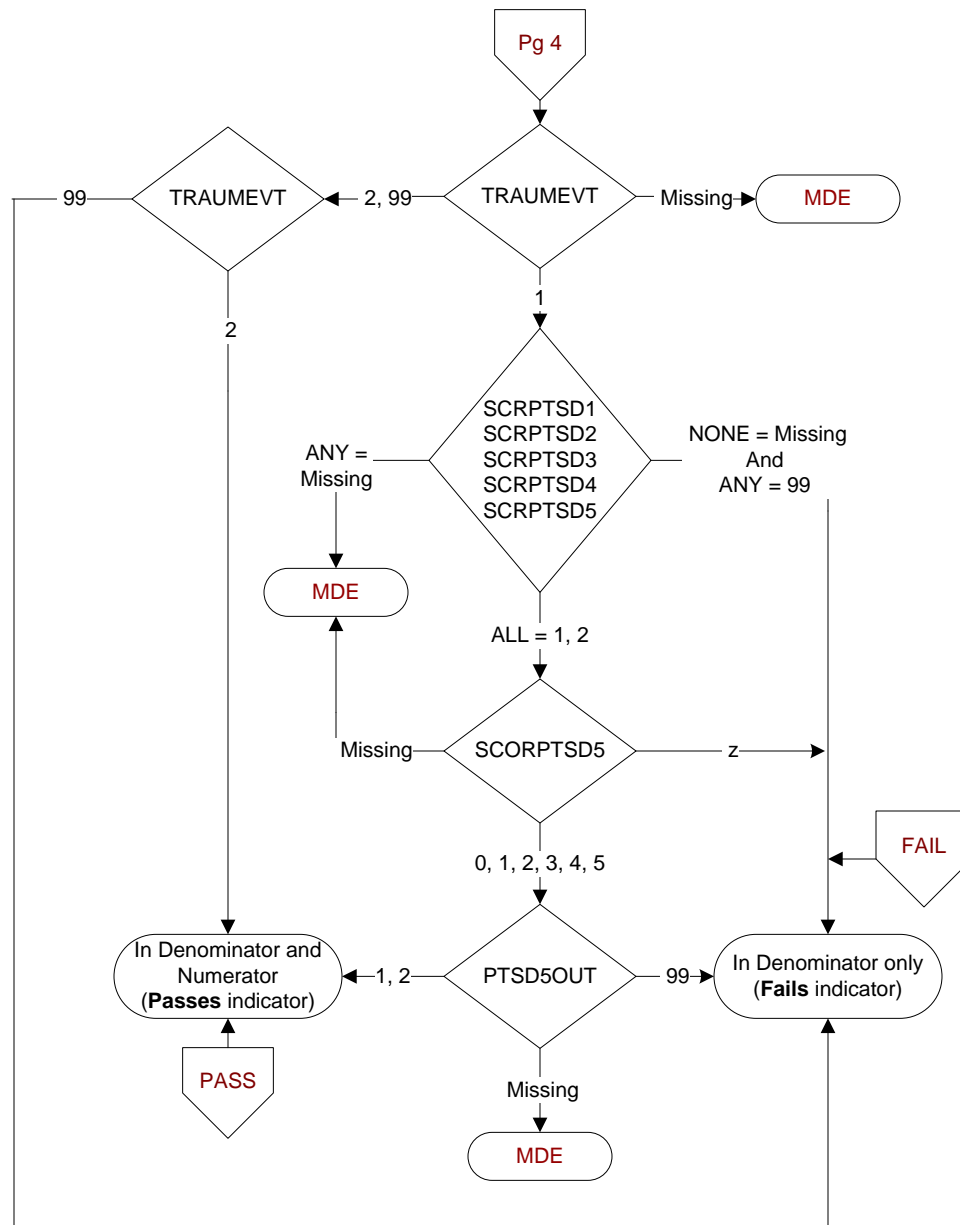 Pg 4
TRAUMEVT
99
2, 99
TRAUMEVT
Missing
MDE
2
1
SCRPTSD1
SCRPTSD2
SCRPTSD3
SCRPTSD4
SCRPTSD5
ANY =
Missing
NONE = Missing
And
ANY = 99
MDE
ALL = 1, 2
Missing
SCORPTSD5
z
FAIL
0, 1, 2, 3, 4, 5
In Denominator and
Numerator
(Passes indicator)
1, 2
PTSD5OUT
99
In Denominator only
(Fails indicator)
PASS
Missing
MDE